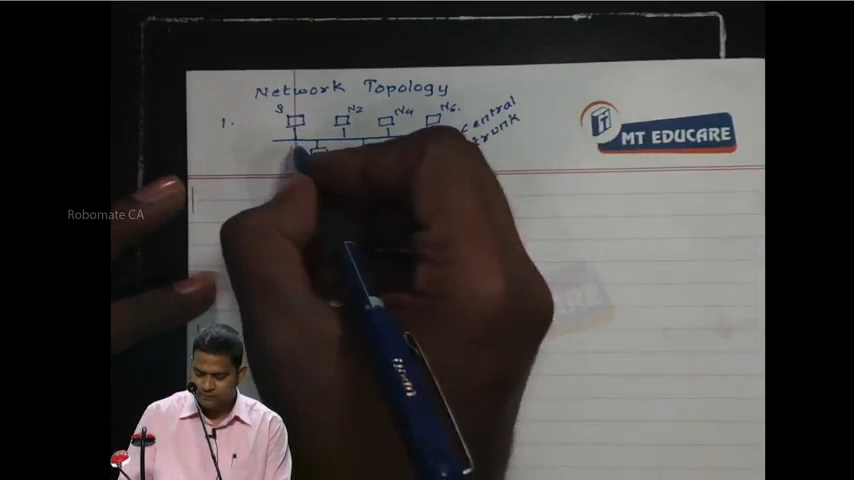 Network Topology
1.
S N2 N4 N6.
Central
trunk
MT EDUCARE
Robomate CA